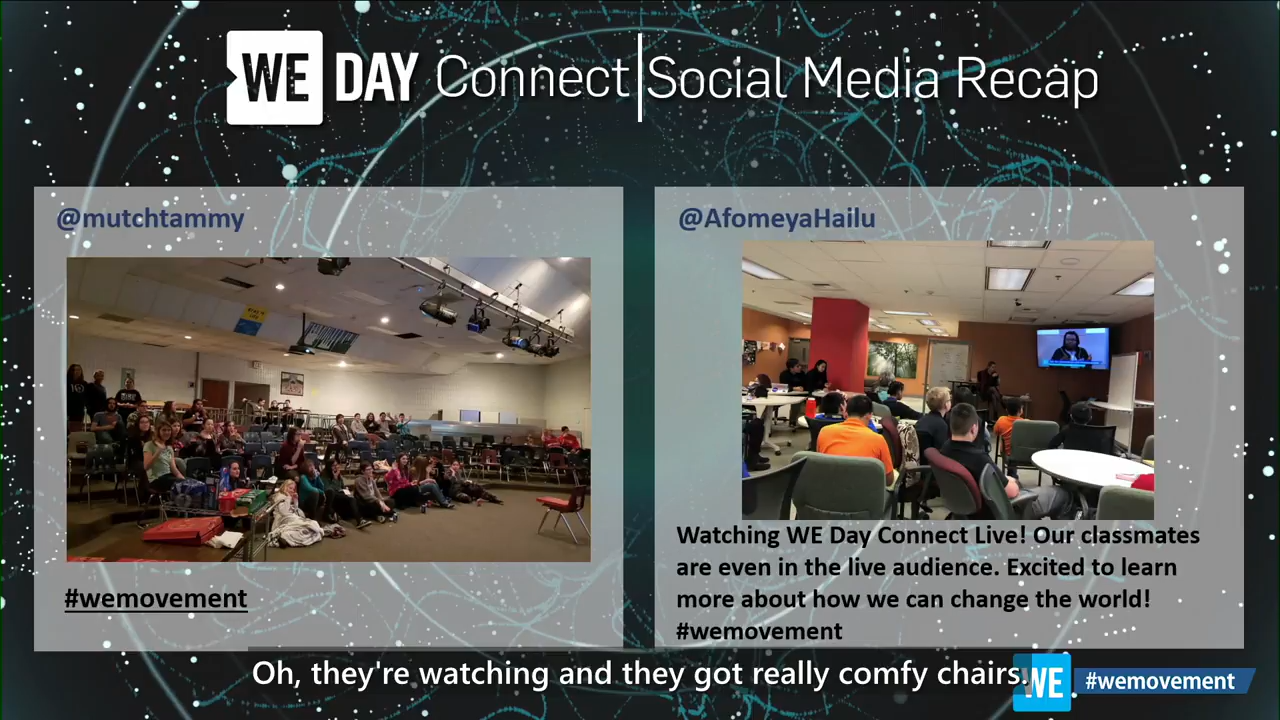 WE DAY Connect|Social Media Recap
@mutchtammy
#wemovement
@AfomeyaHailu
Watching WE Day Connect Live! Our classmates
are even in the live audience. Excited to learn
more about how we can change the world!
#wemovement
Oh, they're watching and they got really comfy chairs.
WE #wemovement